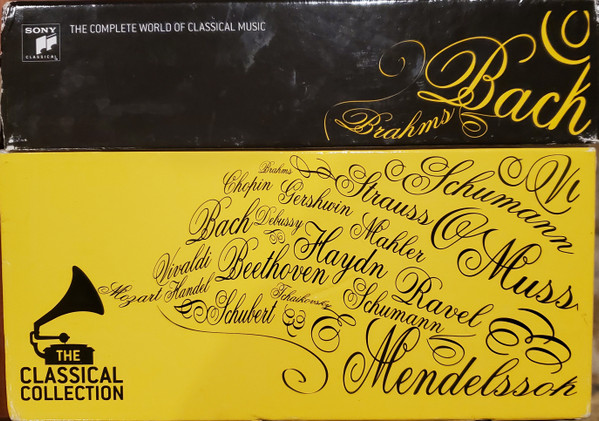 SONY
CLASSICAL
THE COMPLETE WORLD OF CLASSICAL MUSIC
Bach
Brahms
Brahms
Chopin
Gershwin
Strauss
Schumann
Bach
Debussy
Mahler
Muss
Vivaldi
Beethoven
Haydn
Ravel
Mozart
Handel
Schubert
Tchaikovsky
Schumann
Mendelssoh
THE
CLASSICAL
COLLECTION